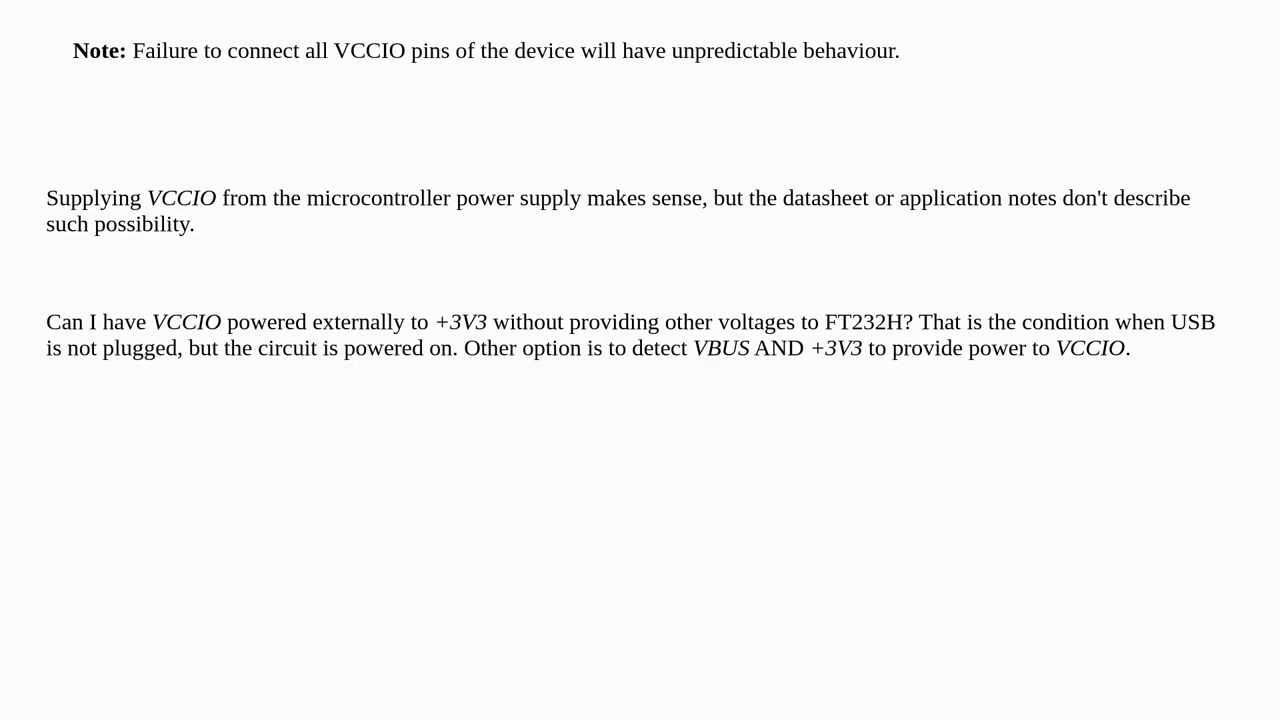 Note: Failure to connect all VCCIO pins of the device will have unpredictable behaviour.
Supplying VCCIO from the microcontroller power supply makes sense, but the datasheet or application notes don't describe
such possibility.
Can I have VCCIO powered externally to +3V3 without providing other voltages to FT232H? That is the condition when USB
is not plugged, but the circuit is powered on. Other option is to detect VBUS AND +3V3 to provide power to VCCIO.